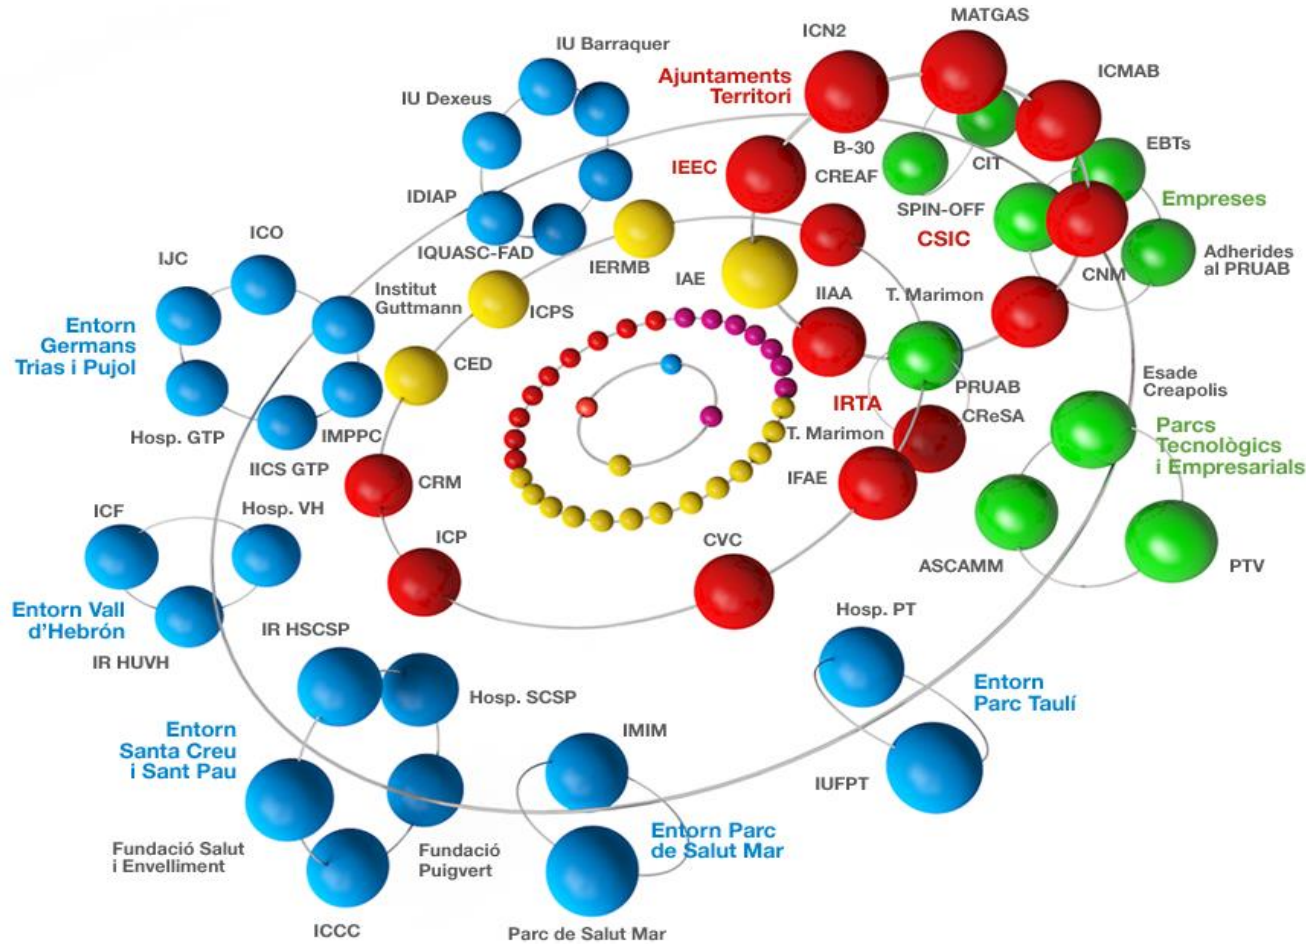 MATGAS
ICN2
IU Barraquer
ICMAB
Ajuntaments
Territori
IU Dexeus
B-30
EBTs
CIT
IEEC
CREAF
IDIAP
Empreses
SPIN-OFF
CSIC
ICO
IQUASC-FAD
IERMB
IJC
IAE
Adherides
al PRUAB
CNM
Institut
Guttmann
ICPS
IIAA
T. Marimon
Entorn
Germans
Trias i Pujol
CED
PRUAB
Esade
Creapolis
IRTA
CReSA
Hosp. GTP
IMPPC
T. Marimon
Parcs
Tecnològics
i Empresarials
IICS GTP
CRM
IFAE
ICF
Hosp. VH
ICP
CVC
ASCAMM
PTV
Entorn Vall
d’Hebrón
Hosp. PT
IR HSCSP
IR HUVH
Entorn
Parc Taulí
Hosp. SCSP
Entorn
Santa Creu
i Sant Pau
IMIM
IUFPT
Entorn Parc
de Salut Mar
Fundació Salut
i Envelliment
Fundació
Puigvert
ICCC
Parc de Salut Mar